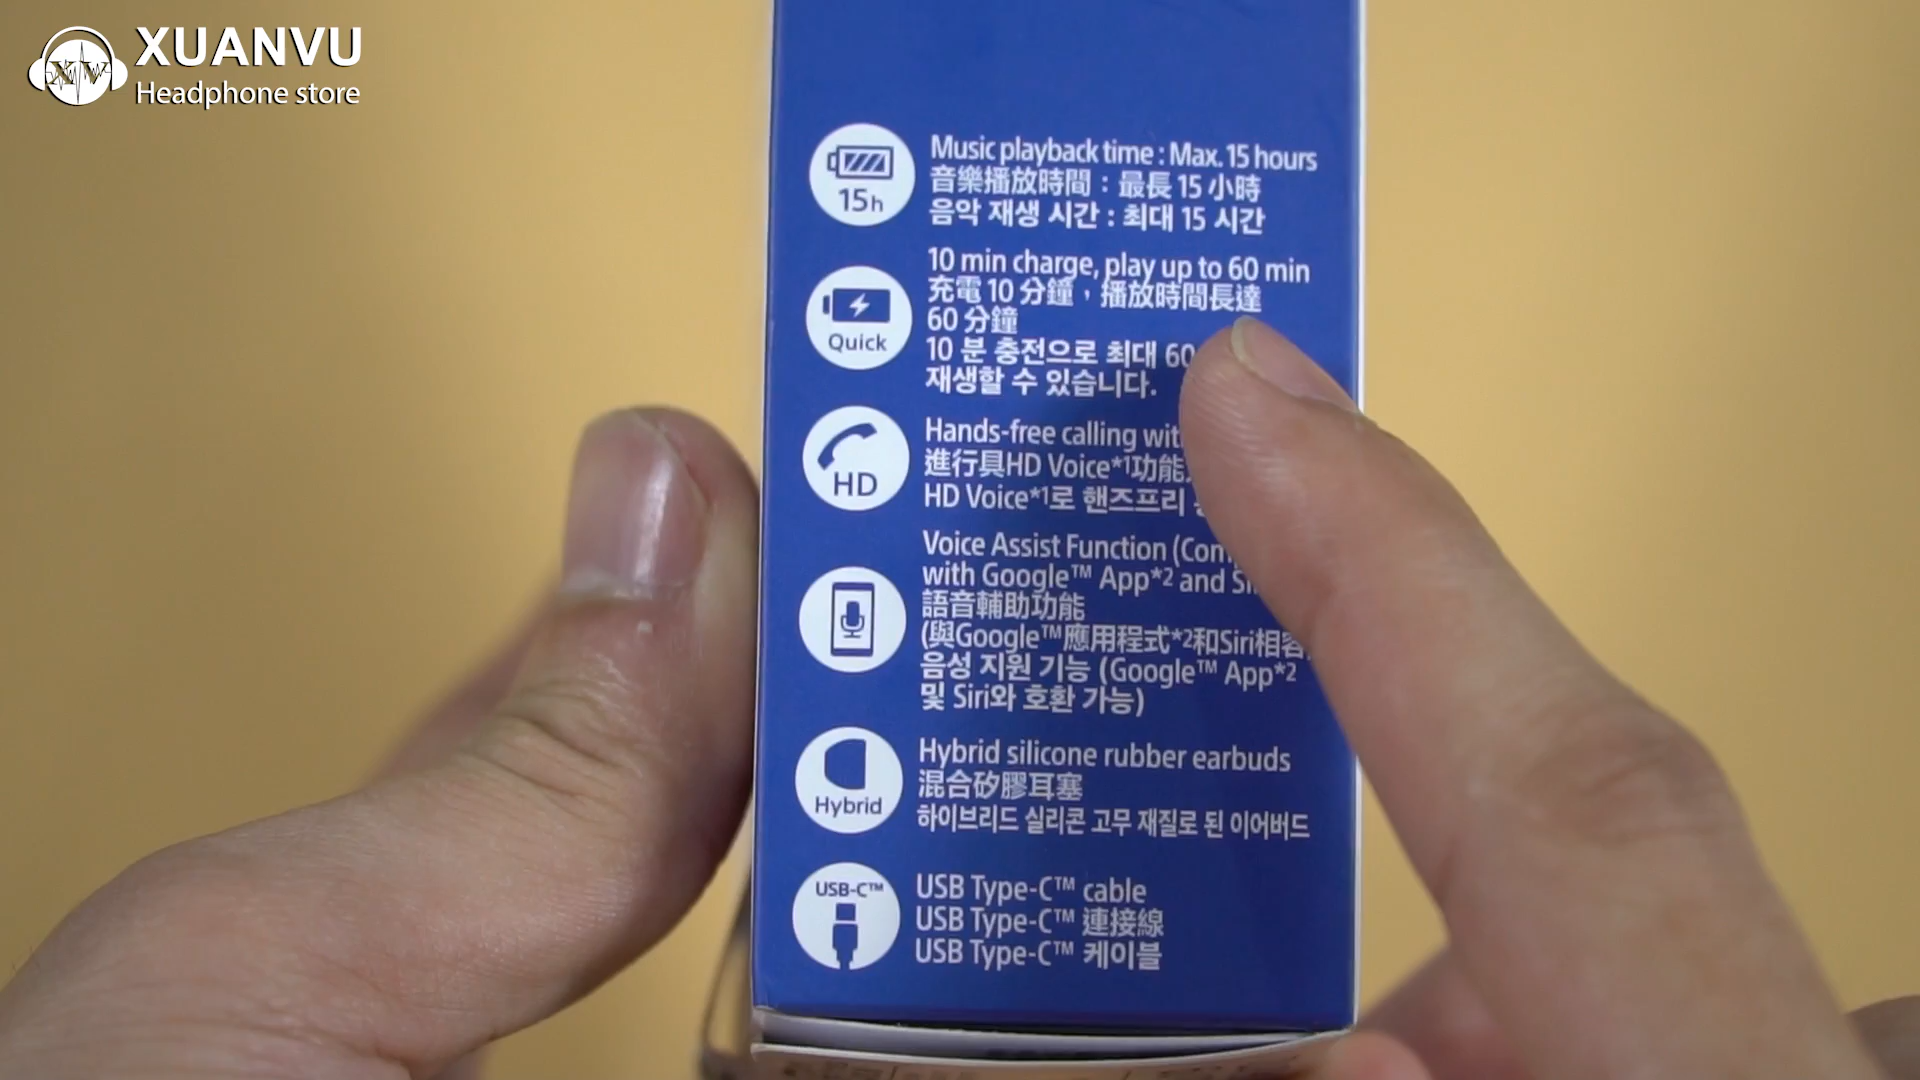 XUANVU
Headphone store
15h
Music playback time : Max. 15 hours
音樂播放時間：最長 15 小時
음악 재생 시간 : 최대 15 시간
Quick
10 min charge, play up to 60 min
充電 10 分鐘，播放時間長達
60 分鐘
10 분 충전으로 최대 60
재생할 수 있습니다.
HD
Hands-free calling
進行具HD Voice*1功能
HD Voice*1로 핸즈프리
Voice Assist Function
with Google™ App*2 and
語音輔助功能
(與Google™應用程式*2和Siri相容
음성 지원 기능 (Google™ App*2
및 Siri와 호환 가능)
Hybrid
Hybrid silicone rubber earbuds
混合矽膠耳塞
하이브리드 실리콘 고무 재질로 된 이어버드
USB-C™
USB Type-C™ cable
USB Type-C™ 連接線
USB Type-C™ 케이블